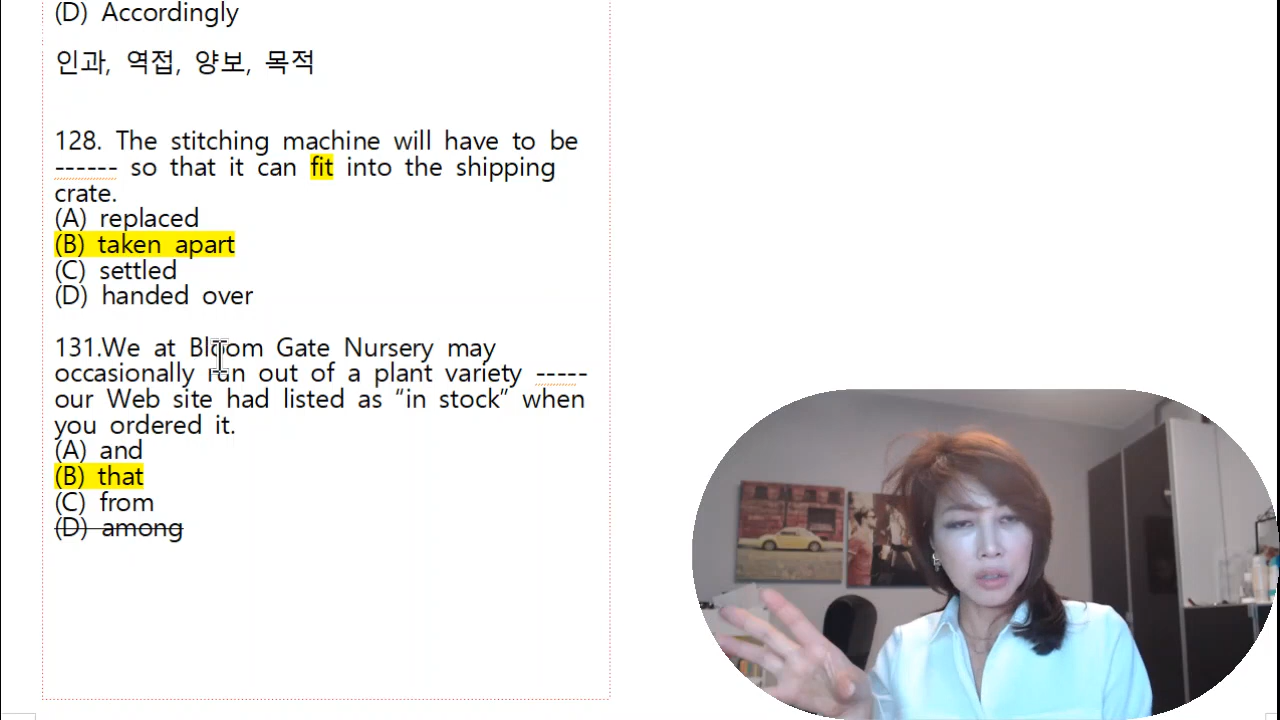 (D) Accordingly
인과, 역접, 양보, 목적
128. The stitching machine will have to be
------ so that it can fit into the shipping
crate.
(A) replaced
(B) taken apart
(C) settled
(D) handed over
131.We at Bloom Gate Nursery may
occasionally run out of a plant variety -----
our Web site had listed as “in stock” when
you ordered it.
(A) and
(B) that
(C) from
(D) among